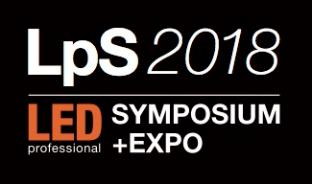 LpS 2018
LED SYMPOSIUM
professional +EXPO